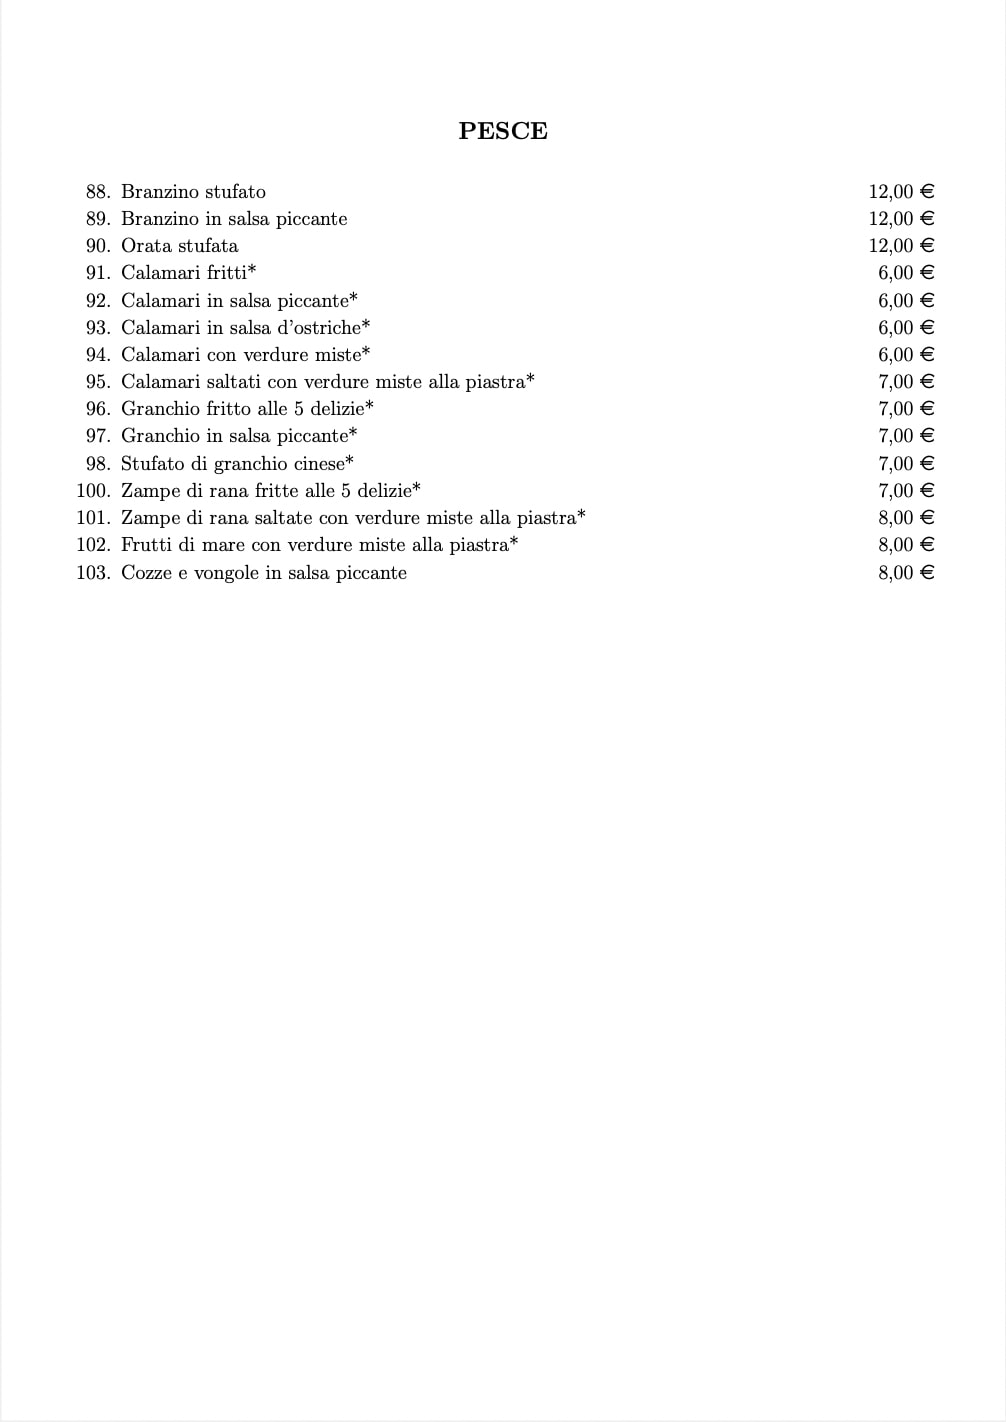 PESCE
88. Branzino stufato 12,00 €
89. Branzino in salsa piccante 12,00 €
90. Orata stufata 12,00 €
91. Calamari fritti* 6,00 €
92. Calamari in salsa piccante* 6,00 €
93. Calamari in salsa d'ostriche* 6,00 €
94. Calamari con verdure miste* 6,00 €
95. Calamari saltati con verdure miste alla piastra* 7,00 €
96. Granchio fritto alle 5 delizie* 7,00 €
97. Granchio in salsa piccante* 7,00 €
98. Stufato di granchio cinese* 7,00 €
100. Zampe di rana fritte alle 5 delizie* 7,00 €
101. Zampe di rana saltate con verdure miste alla piastra* 8,00 €
102. Frutti di mare con verdure miste alla piastra* 8,00 €
103. Cozze e vongole in salsa piccante 8,00 €